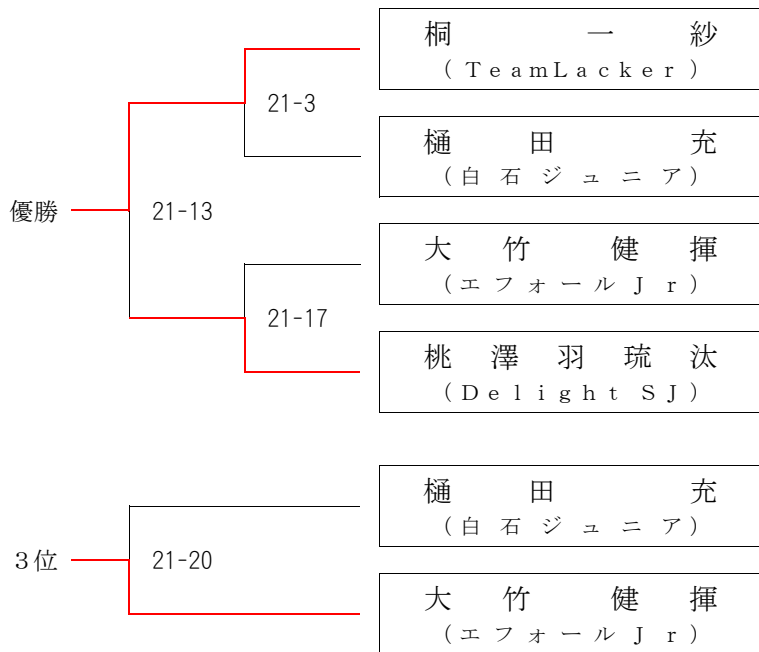 桐一紗
(TeamLacker)
21-3
樋田充
(白石ジュニア)
優勝
21-13
大竹健揮
(エフォールJr)
21-17
桃澤羽琉汰
(Delight SJ)
樋田充
(白石ジュニア)
3位
21-20
大竹健揮
(エフォールJr)